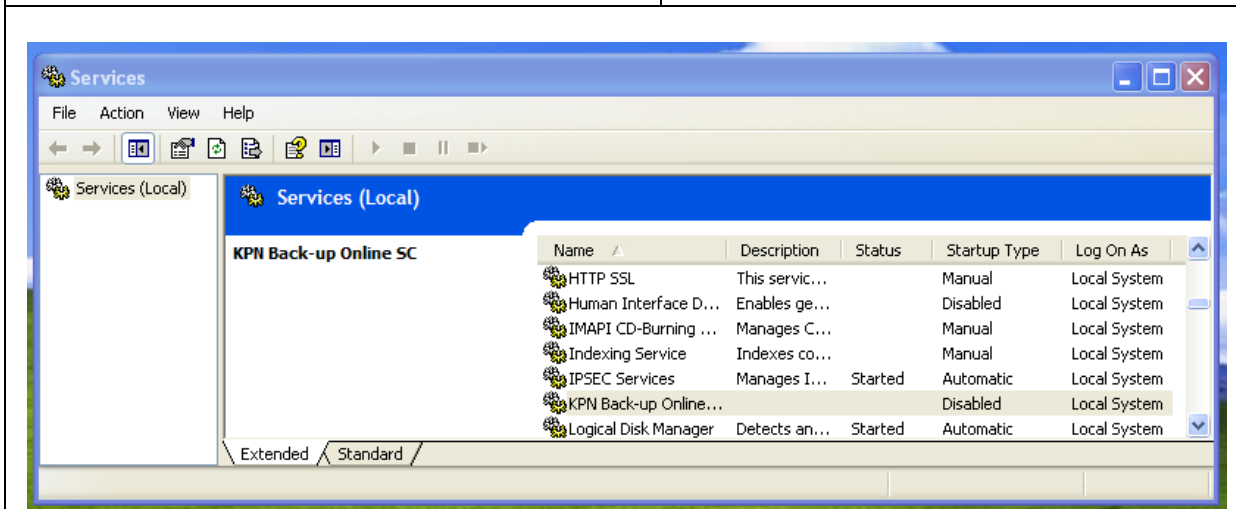 Services
File Action View Help
Services (Local)
Services (Local)
KPN Back-up Online SC
Name Description Status Startup Type Log On As
HTTP SSL This servic... Manual Local System
Human Interface D... Enables ge... Disabled Local System
IMAPI CD-Burning ... Manages C... Manual Local System
Indexing Service Indexes co... Manual Local System
IPSEC Services Manages I... Started Automatic Local System
KPN Back-up Online... Disabled Local System
Logical Disk Manager Detects an... Started Automatic Local System
Extended Standard